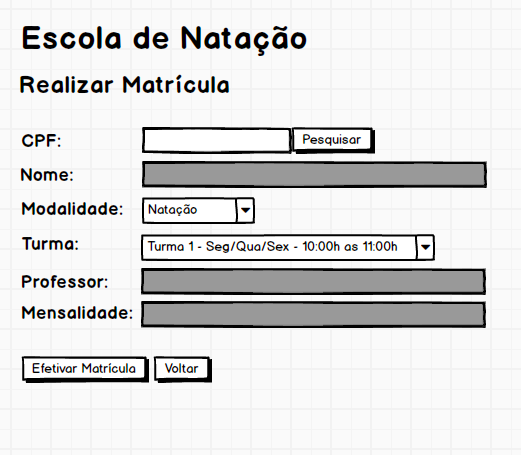 Escola de Natação
Realizar Matrícula
CPF: Pesquisar
Nome:
Modalidade: Natação
Turma: Turma 1 - Seg/Qua/Sex - 10:00h as 11:00h
Professor:
Mensalidade:
Efetivar Matrícula Voltar